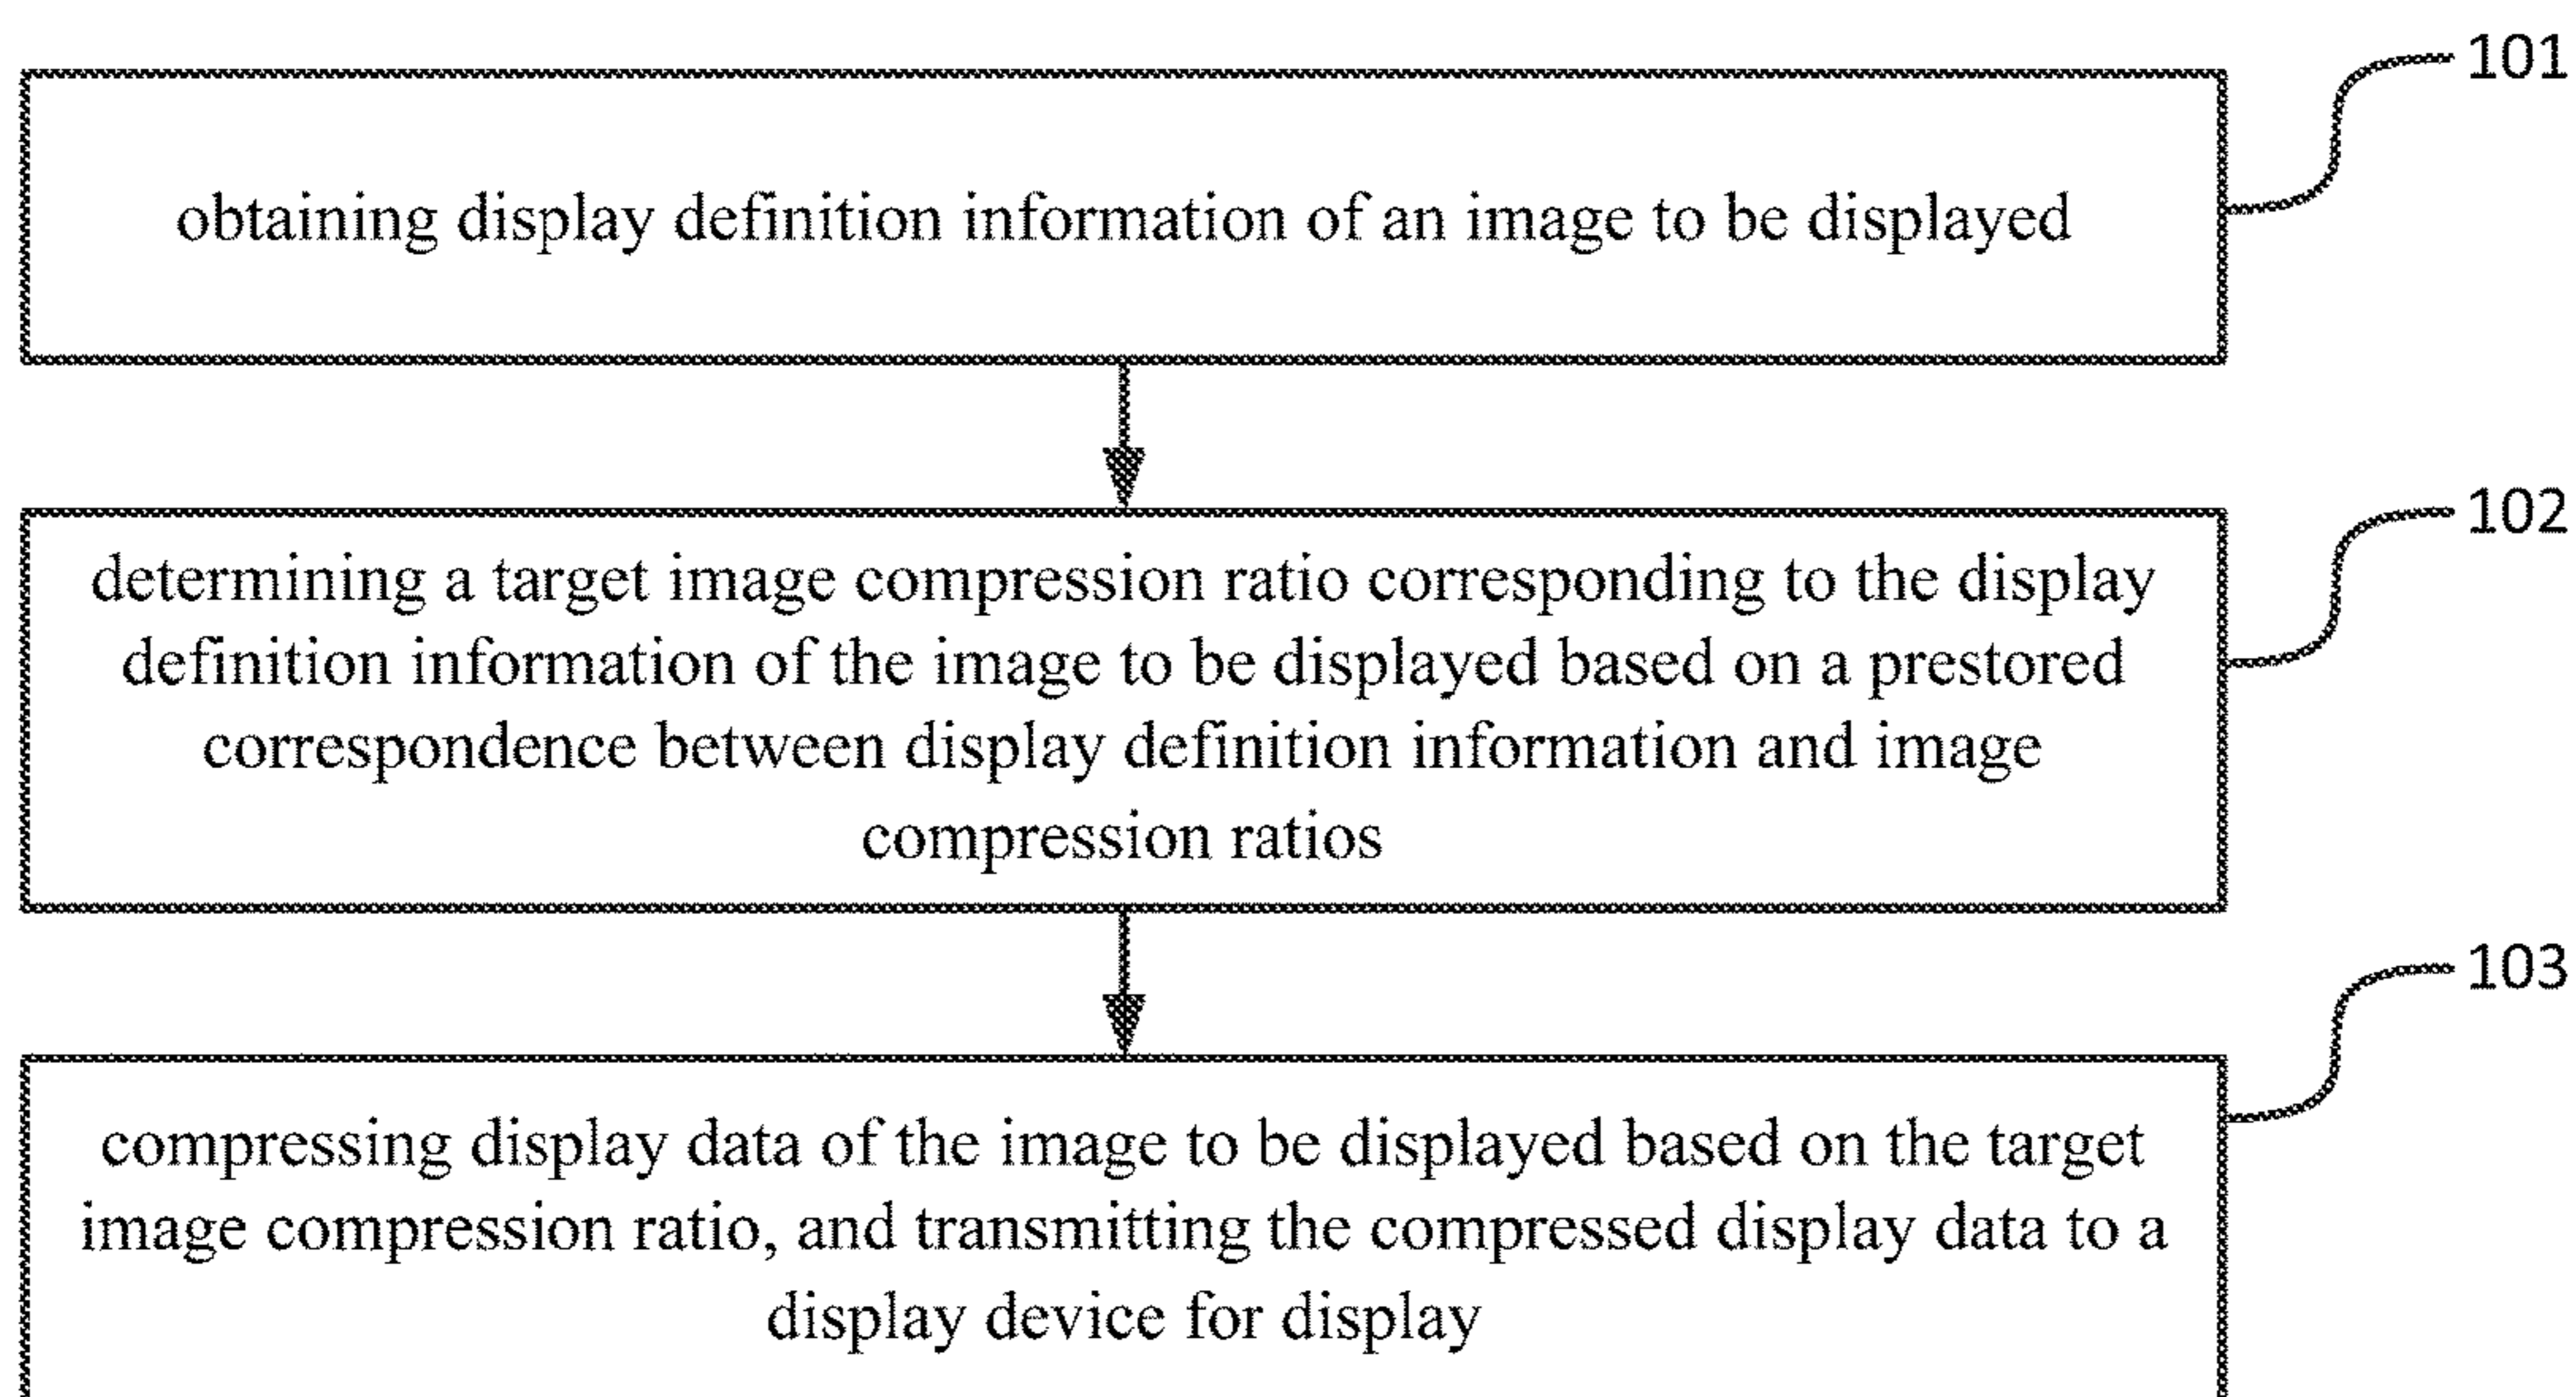 101
obtaining display definition information of an image to be displayed
102
determining a target image compression ratio corresponding to the display
definition information of the image to be displayed based on a prestored
correspondence between display definition information and image
compression ratios
103
compressing display data of the image to be displayed based on the target
image compression ratio, and transmitting the compressed display data to a
display device for display